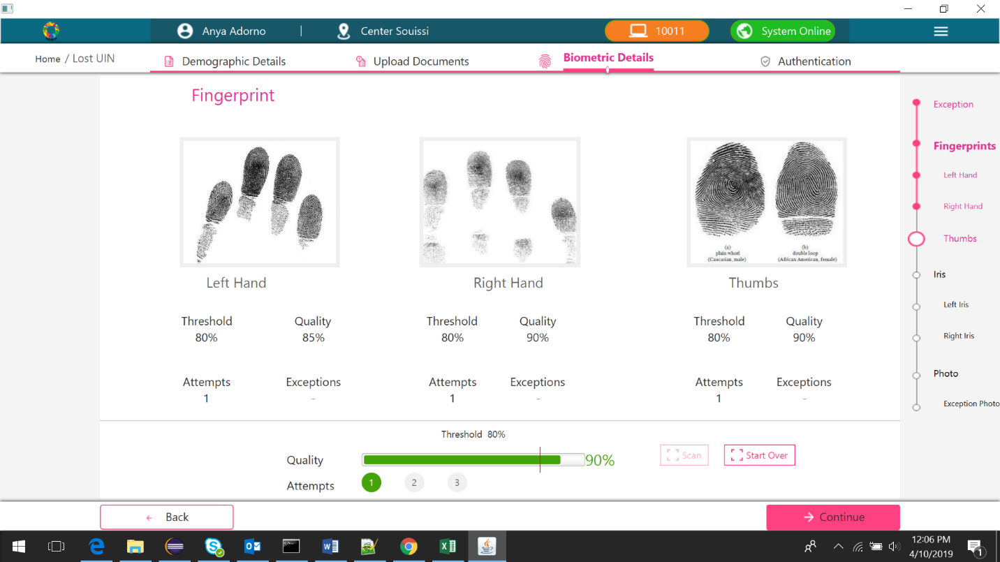 Anya Adorno | Center Souissi 10011 System Online
Home / Lost UIN Demographic Details Upload Documents Biometric Details Authentication
Fingerprint
Exception
Fingerprints
Left Hand
Right Hand
Thumbs
Iris
Left Iris
Right Iris
Photo
Exception Photo
(a) (b)
plain whorl double loop
(Caucasian, male) (African American, female)
Left Hand Right Hand Thumbs
Threshold Quality Threshold Quality Threshold Quality
80% 85% 80% 90% 80% 90%
Attempts Exceptions Attempts Exceptions Attempts Exceptions
1 - 1 - 1 -
Threshold 80%
Quality 90% Scan Start Over
Attempts 1 2 3
← Back → Continue
12:06 PM
4/10/2019
1